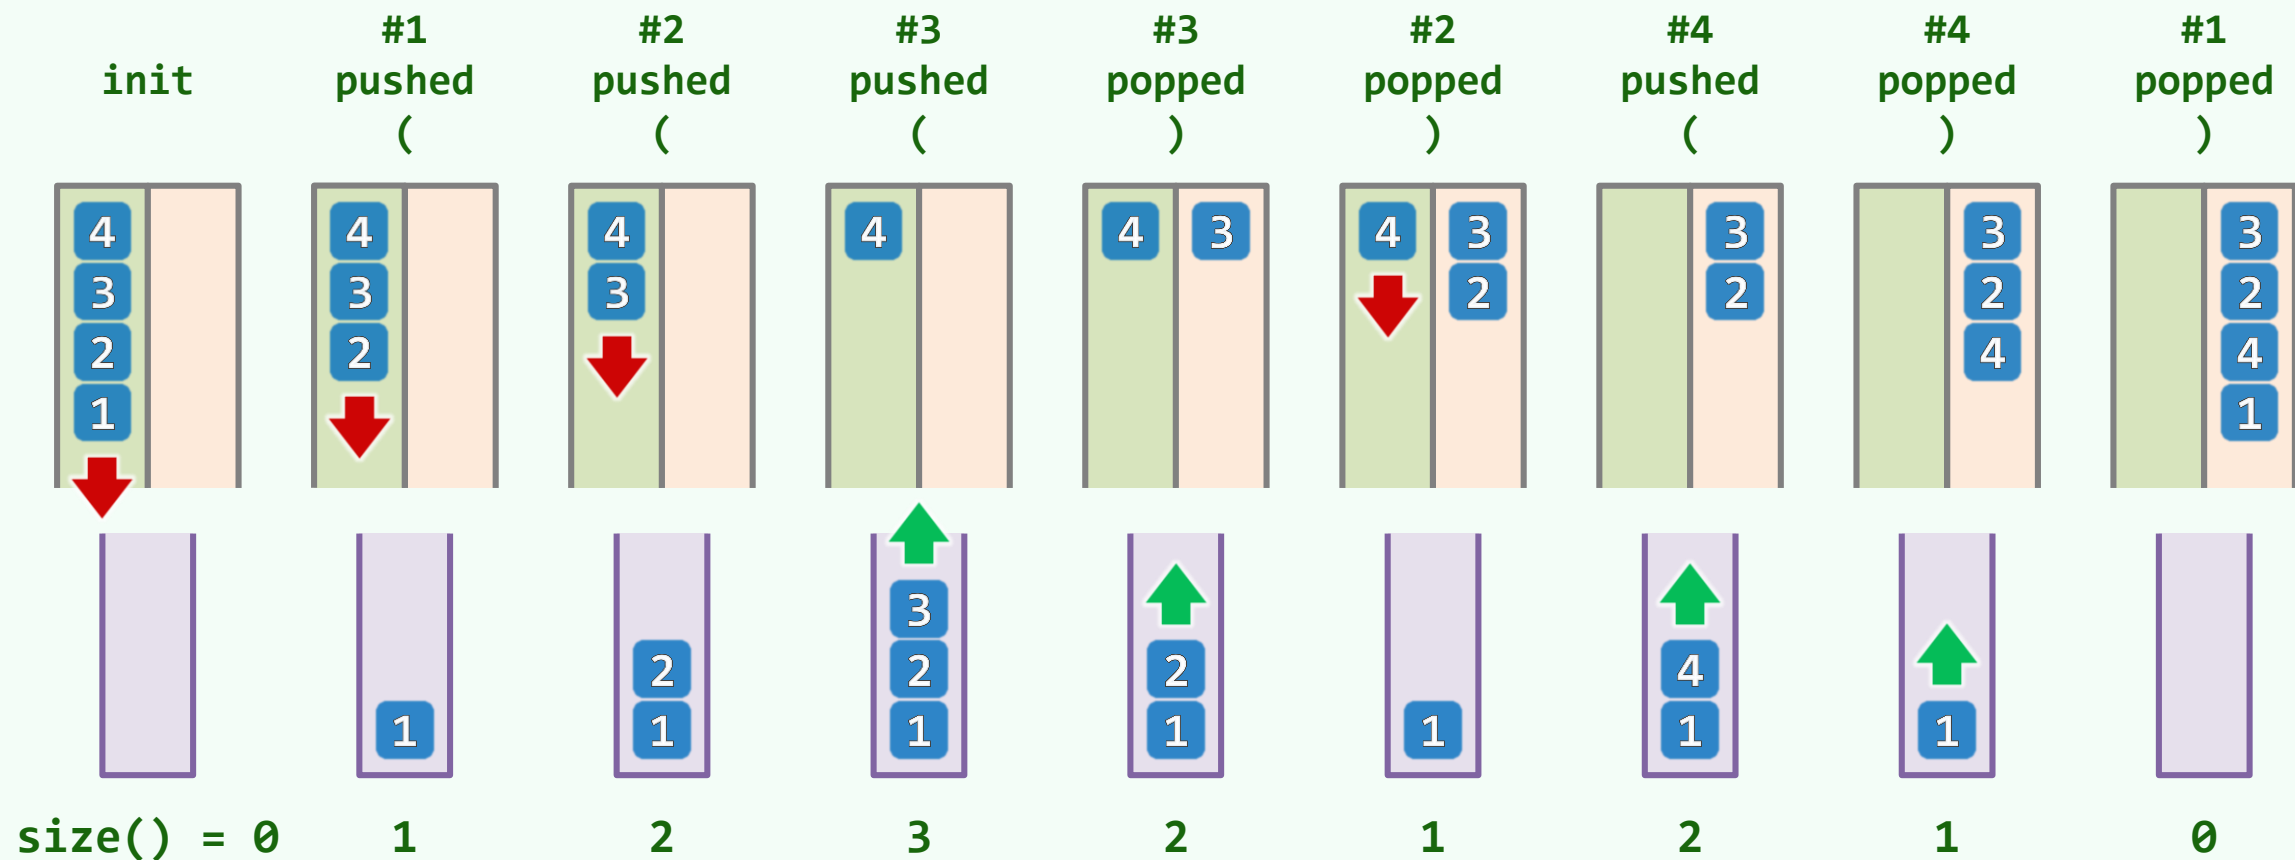 #1 #2 #3 #3 #2 #4 #4 #1
init pushed pushed pushed popped popped pushed popped popped
( ( ( ) ) ( ) )
4 4 4 4 4 3 4 3 3 3 3
3 3 3 2 2 2 2
2 2 4 4
1 1
3
2 2 2 4
1 1 1 1 1 1 1
size() = 0 1 2 3 2 1 2 1 0